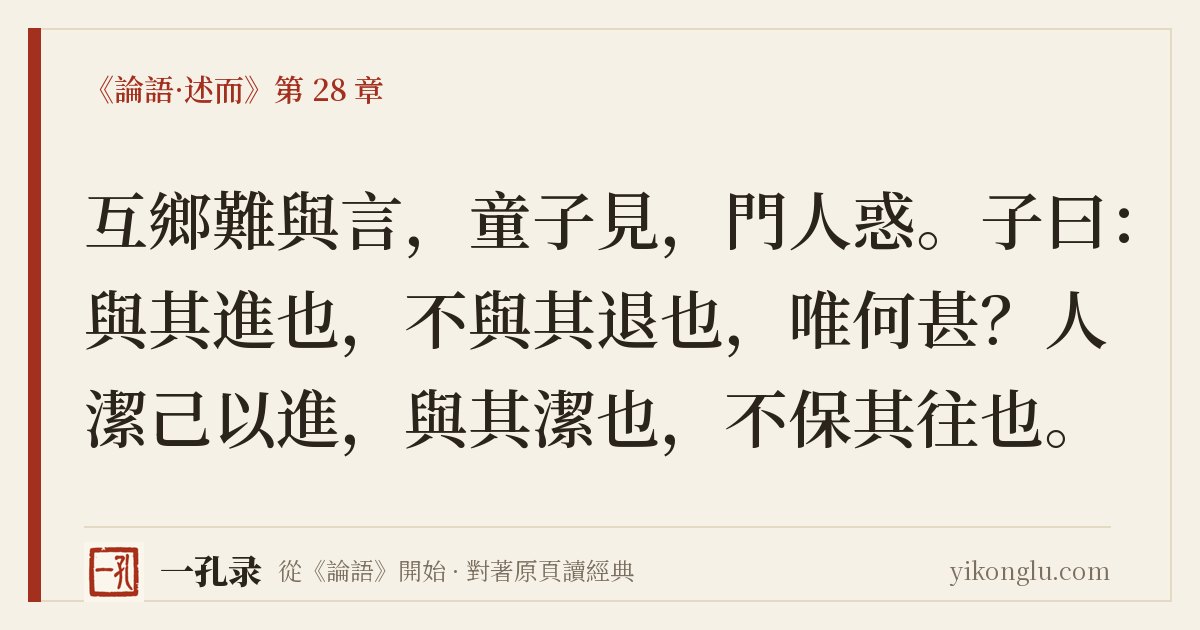 《論語·述而》第 28 章
互鄉難與言，童子見，門人惑。子曰：
與其進也，不與其退也，唯何甚？人
潔己以進，與其潔也，不保其往也。
一孔
一孔录 從《論語》開始 · 對著原頁讀經典 yikonglu.com